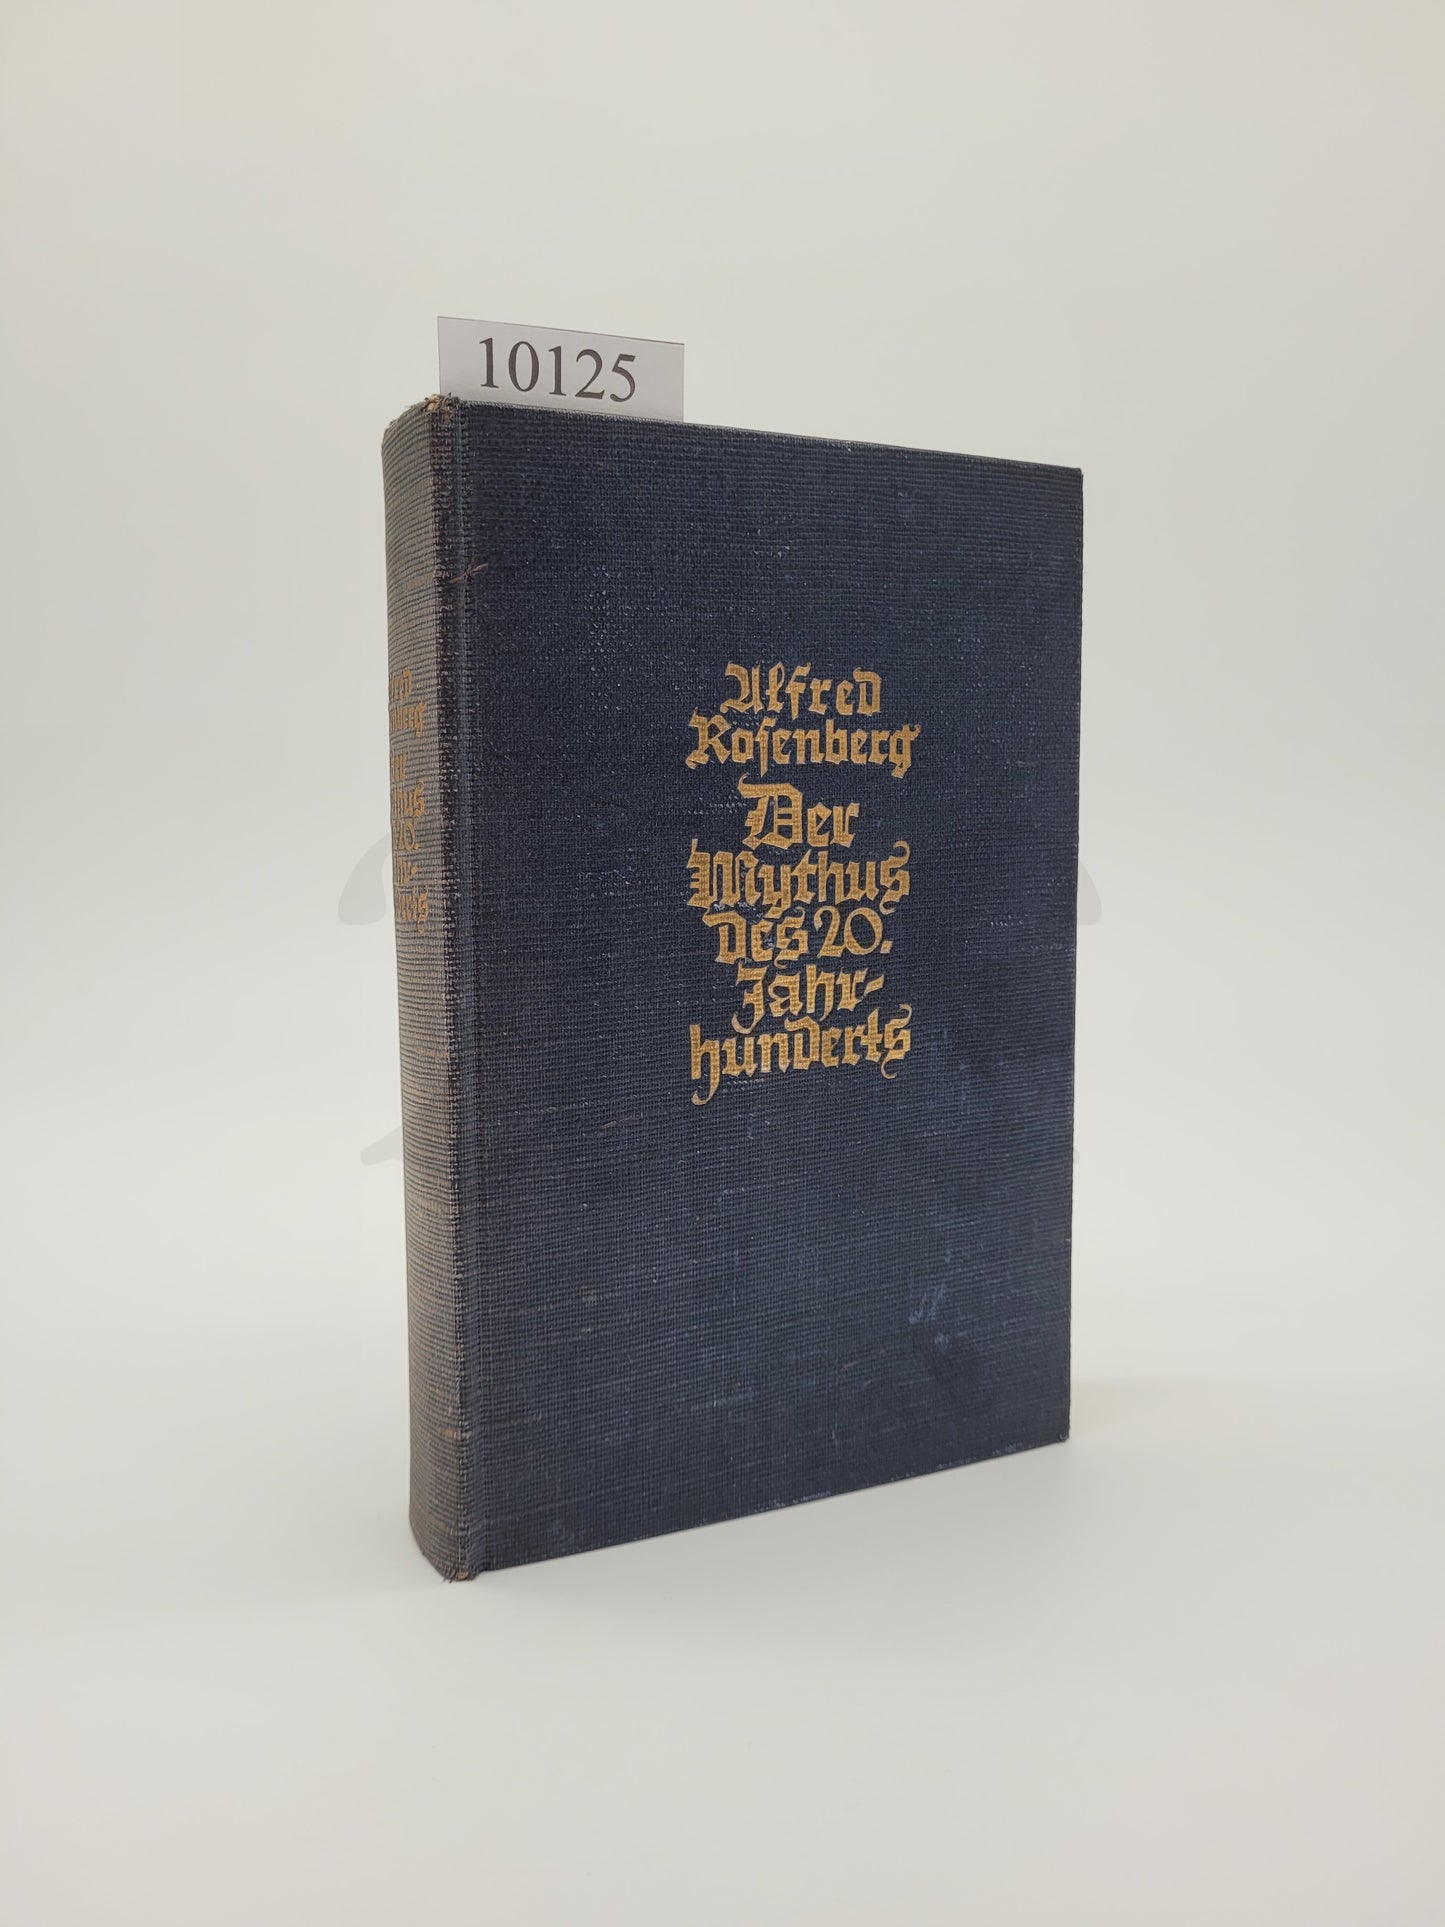 10125
Alfred
Rosenberg
Der
Mythus
des 20.
Jahr-
hunderts